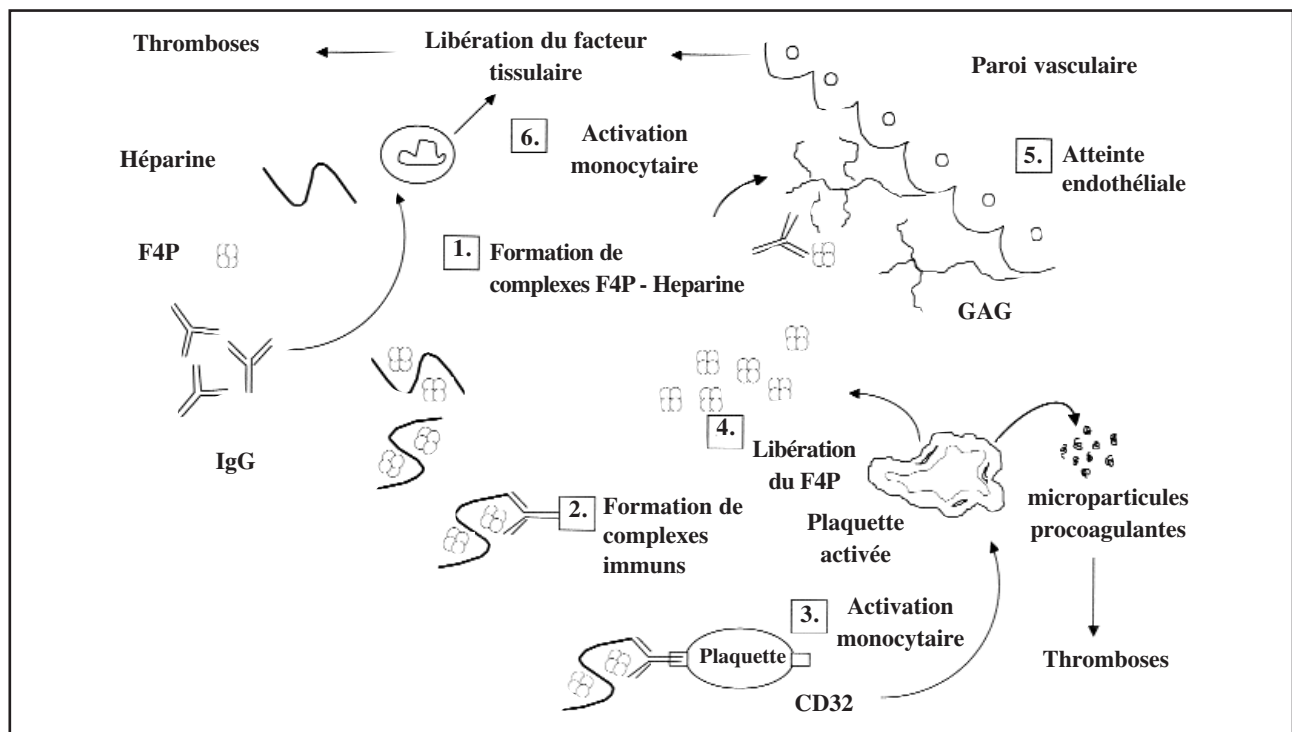 Thromboses
Libération du facteur
tissulaire
Paroi vasculaire
6. Activation
monocytaire
Héparine
5. Atteinte
endothéliale
F4P
1. Formation de
complexes F4P - Heparine
GAG
IgG
4. Libération
du F4P
Plaquette
activée
microparticules
procoagulantes
2. Formation de
complexes
immuns
3. Activation
monocytaire
Plaquette
CD32
Thromboses